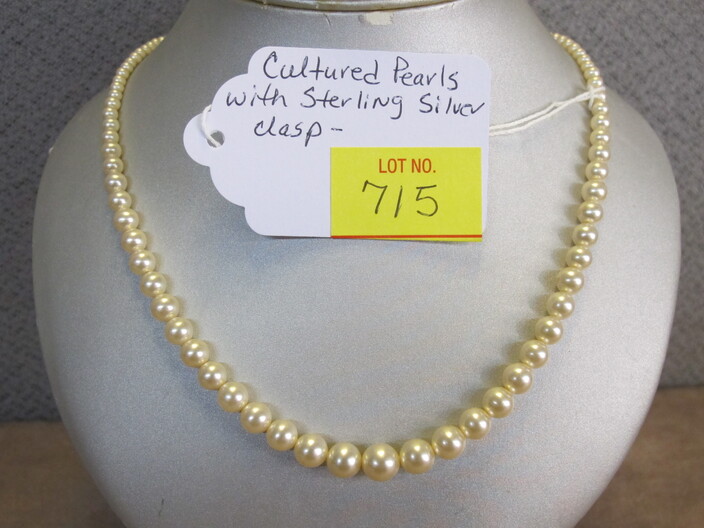 Cultured Pearls
with Sterling Silver
clasp -
LOT NO.
715